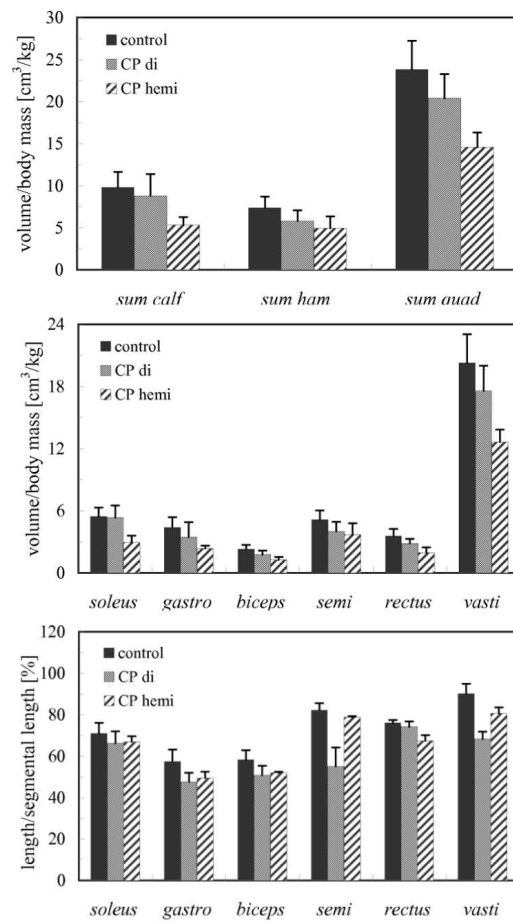 30
25
20
15
10
5
0
volume/body mass [cm³/kg]
control
CP di
CP hemi
sum calf sum ham sum quad
24
18
12
6
0
volume/body mass [cm³/kg]
control
CP di
CP hemi
soleus gastro biceps semi rectus vasti
120
100
80
60
40
20
0
length/segmental length [%]
control
CP di
CP hemi
soleus gastro biceps semi rectus vasti